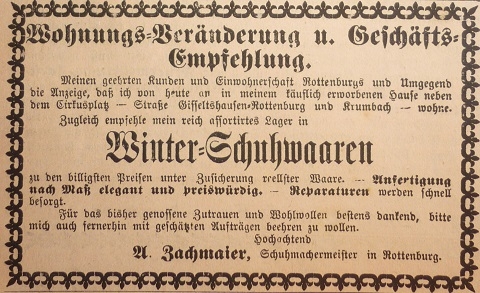 Wohnungs-Veränderung u. Geschäfts-
Empfehlung.
Meinen geehrten Kunden und Einwohnerschaft Rottenburgs und Umgegend
die Anzeige, daß ich von heute an in meinem käuflich erworbenen Hause neben
dem Cirkusplatz — Straße Gisseltshausen-Rottenburg und Krumbach — wohne.
Zugleich empfehle mein reich assortirtes Lager in
Winter-Schuhwaaren
zu den billigsten Preisen unter Zusicherung reellster Waare. — Anfertigung
nach Maß elegant und preiswürdig. — Reparaturen werden schnell
besorgt.
Für das bisher genossene Zutrauen und Wohlwollen bestens dankend, bitte
mich auch fernerhin mit geschätzten Aufträgen beehren zu wollen.
Hochachtend
A. Zachmaier, Schuhmachermeister in Rottenburg.